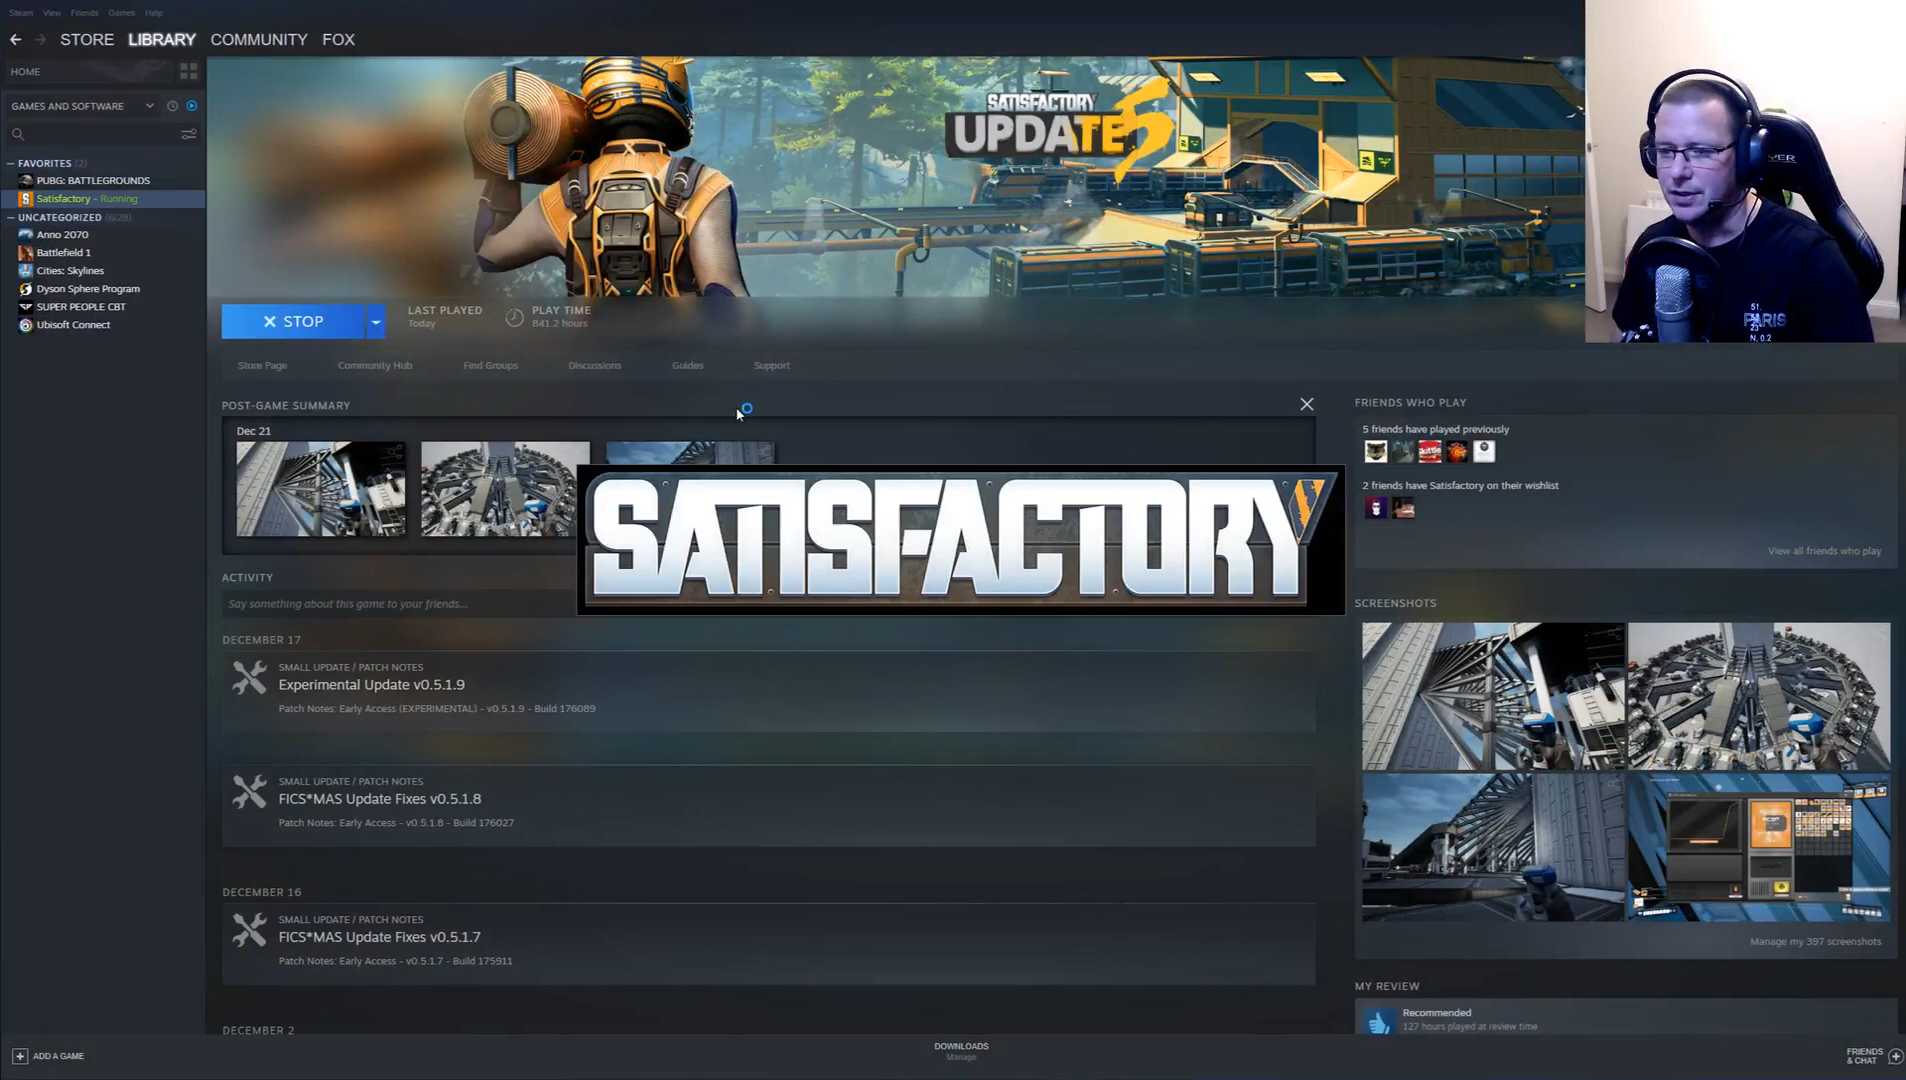 Steam View Friends Games Help
STORE LIBRARY COMMUNITY FOX
HOME
GAMES AND SOFTWARE
FAVORITES (2)
PUBG: BATTLEGROUNDS
Satisfactory - Running
UNCATEGORIZED (6/28)
Anno 2070
Battlefield 1
Cities: Skylines
Dyson Sphere Program
SUPER PEOPLE CBT
Ubisoft Connect
SATISFACTORY
UPDATE 5
STOP
LAST PLAYED
Today
PLAY TIME
841.2 hours
Store Page Community Hub Find Groups Discussions Guides Support
POST-GAME SUMMARY
Dec 21
SATISFACTORY
ACTIVITY
Say something about this game to your friends...
DECEMBER 17
SMALL UPDATE / PATCH NOTES
Experimental Update v0.5.1.9
Patch Notes: Early Access (EXPERIMENTAL) - v0.5.1.9 - Build 176089
SMALL UPDATE / PATCH NOTES
FICS*MAS Update Fixes v0.5.1.8
Patch Notes: Early Access - v0.5.1.8 - Build 176027
DECEMBER 16
SMALL UPDATE / PATCH NOTES
FICS*MAS Update Fixes v0.5.1.7
Patch Notes: Early Access - v0.5.1.7 - Build 175911
DECEMBER 2
FRIENDS WHO PLAY
5 friends have played previously
2 friends have Satisfactory on their wishlist
View all friends who play
SCREENSHOTS
Manage my 397 screenshots
MY REVIEW
Recommended
127 hours played at review time
ADD A GAME
DOWNLOADS
Manage
FRIENDS
& CHAT
51.
23
PARIS
N, 0.2